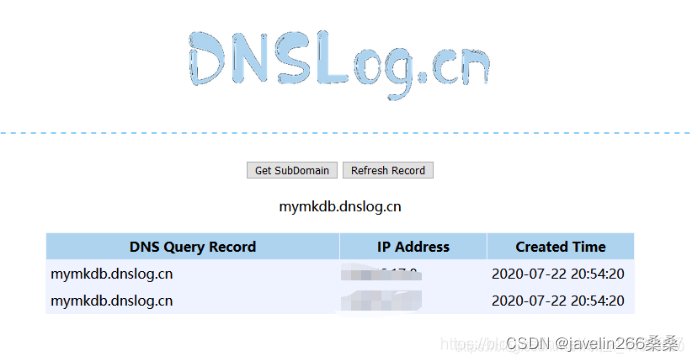 DNSLog.cn
Get SubDomain Refresh Record
mymkdb.dnslog.cn
DNS Query Record IP Address Created Time
mymkdb.dnslog.cn 2020-07-22 20:54:20
mymkdb.dnslog.cn 2020-07-22 20:54:20
CSDN @javelin266桑桑